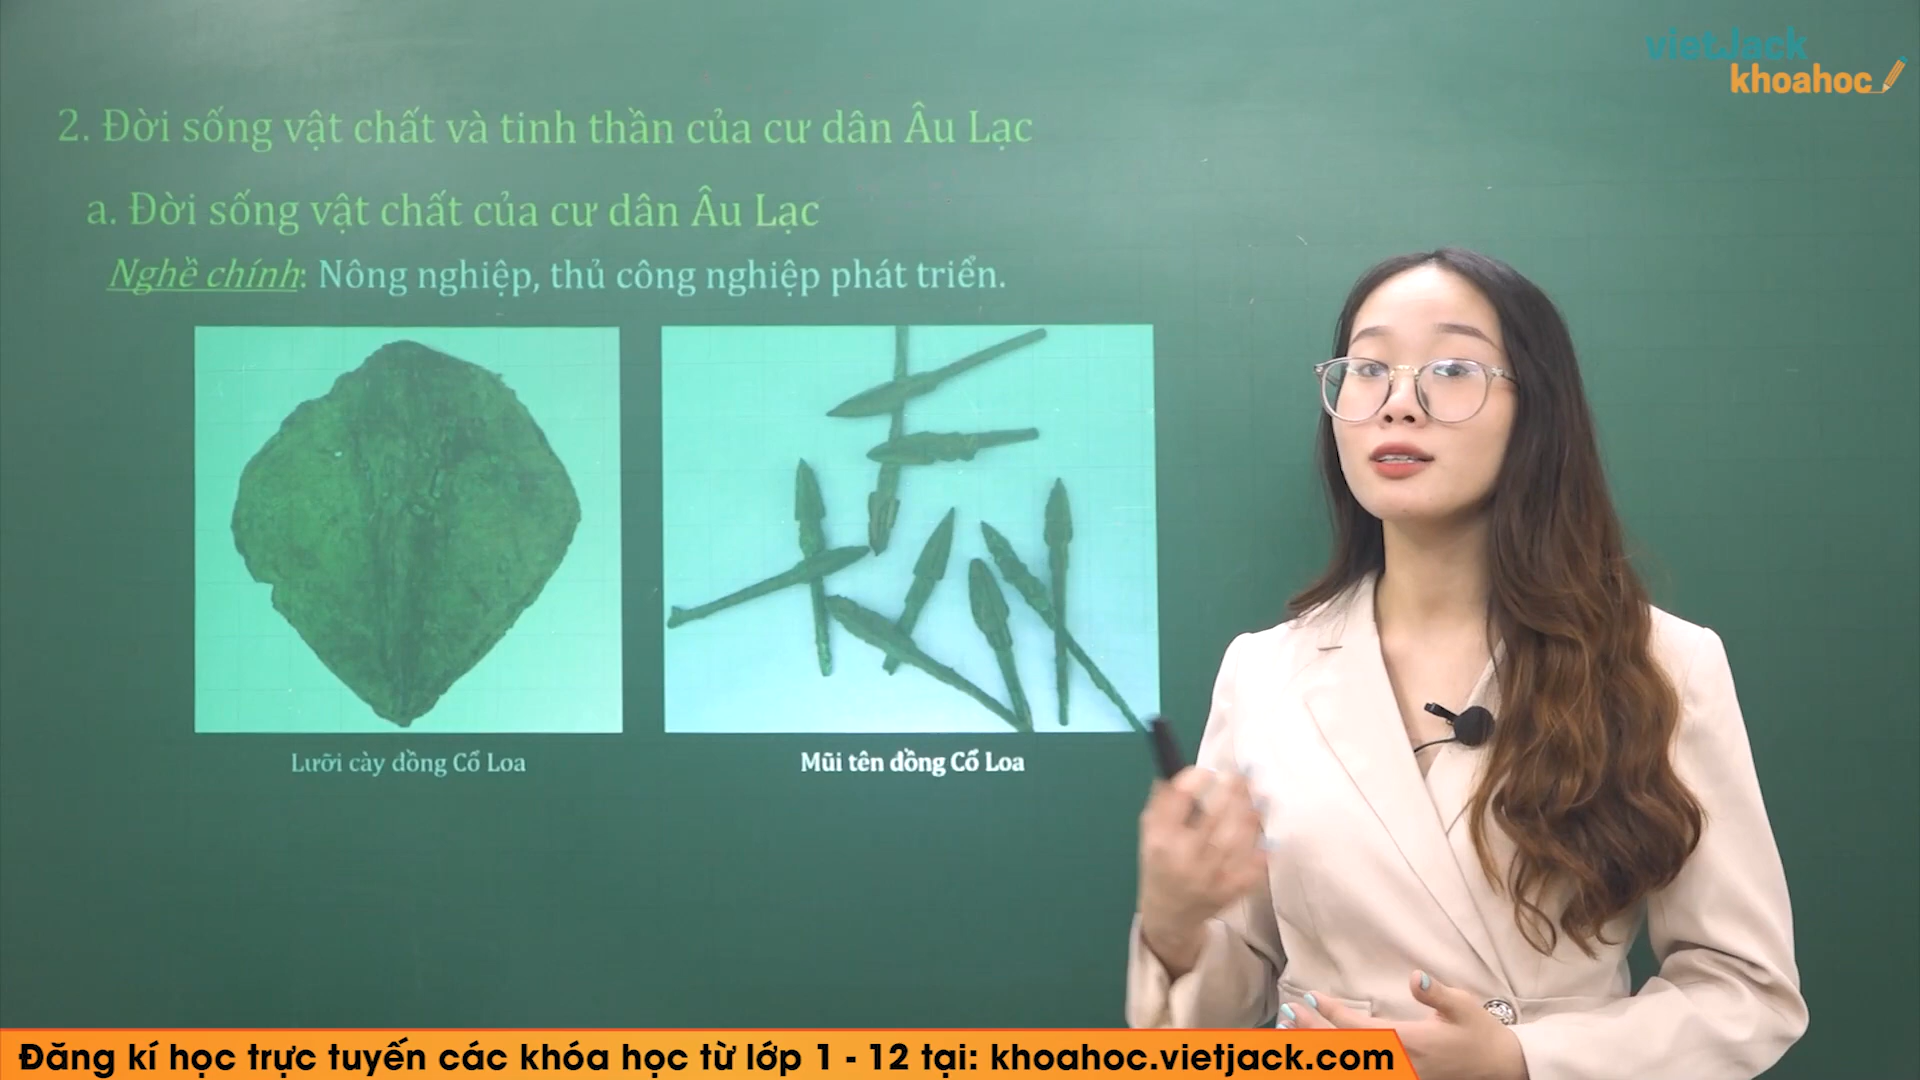 vietJack
khoahoc
2. Đời sống vật chất và tinh thần của cư dân Âu Lạc
a. Đời sống vật chất của cư dân Âu Lạc
Nghề chính: Nông nghiệp, thủ công nghiệp phát triển.
Lưỡi cày đồng Cổ Loa
Mũi tên đồng Cổ Loa
Đăng kí học trực tuyến các khóa học từ lớp 1 - 12 tại: khoahoc.vietjack.com